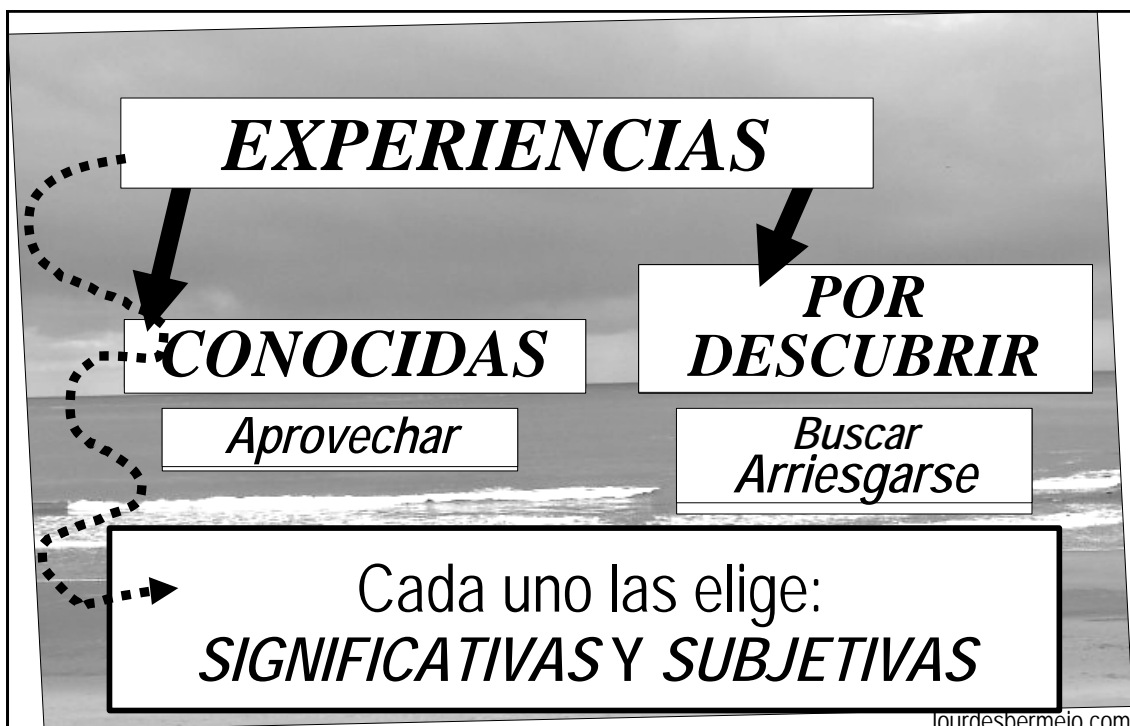 EXPERIENCIAS
CONOCIDAS
Aprovechar
POR
DESCUBRIR
Buscar
Arriesgarse
Cada uno las elige:
SIGNIFICATIVAS Y SUBJETIVAS
lourdesbermejo.com